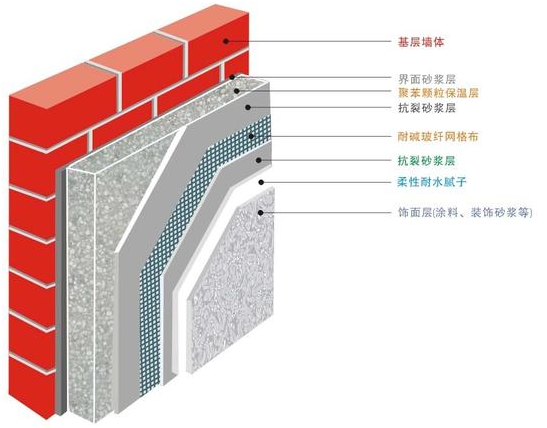 基层墙体
界面砂浆层
聚苯颗粒保温层
抗裂砂浆层
耐碱玻纤网格布
抗裂砂浆层
柔性耐水腻子
饰面层(涂料、装饰砂浆等)